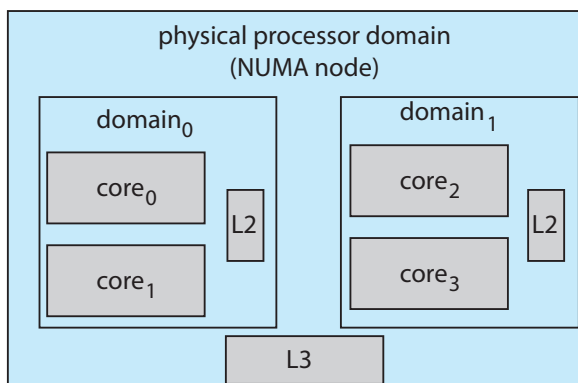 physical processor domain
(NUMA node)
domain₀
core₀
L2
core₁
domain₁
core₂
L2
core₃
L3